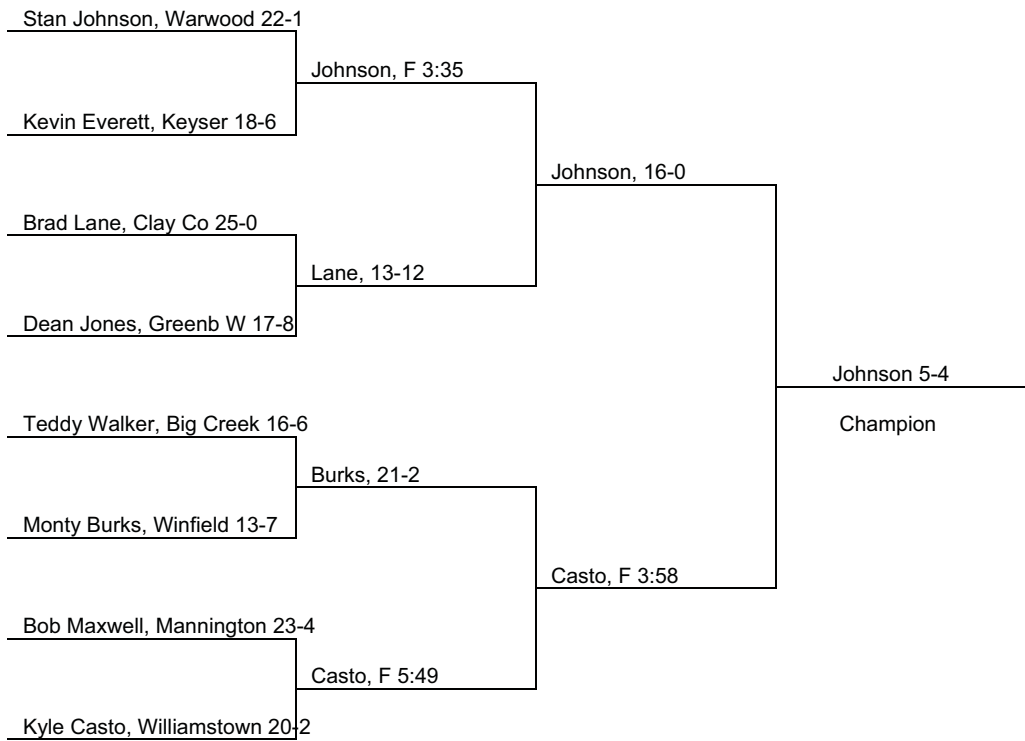 Stan Johnson, Warwood 22-1
Johnson, F 3:35
Kevin Everett, Keyser 18-6
Johnson, 16-0
Brad Lane, Clay Co 25-0
Lane, 13-12
Dean Jones, Greenb W 17-8
Johnson 5-4
Teddy Walker, Big Creek 16-6
Champion
Burks, 21-2
Monty Burks, Winfield 13-7
Casto, F 3:58
Bob Maxwell, Mannington 23-4
Casto, F 5:49
Kyle Casto, Williamstown 20-2